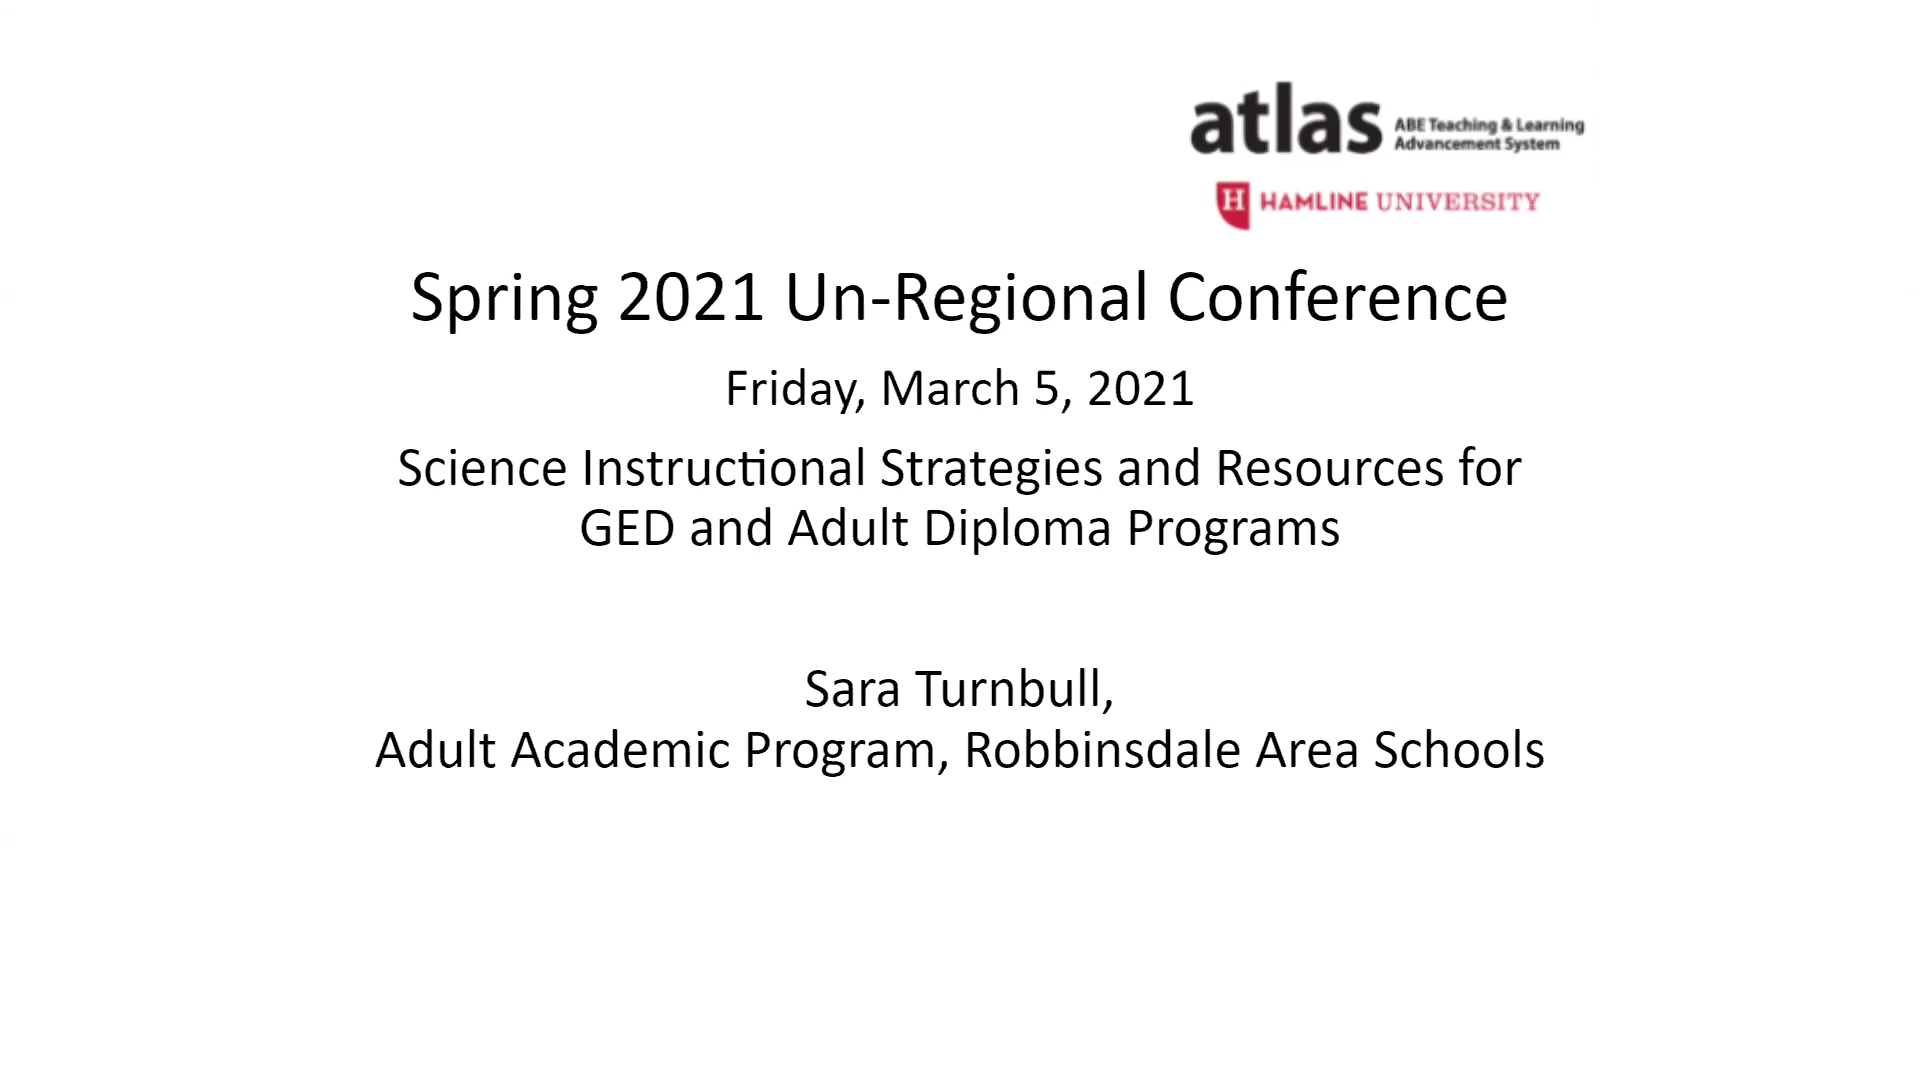 atlas ABE Teaching & Learning
Advancement System
H HAMLINE UNIVERSITY
Spring 2021 Un-Regional Conference
Friday, March 5, 2021
Science Instructional Strategies and Resources for
GED and Adult Diploma Programs
Sara Turnbull,
Adult Academic Program, Robbinsdale Area Schools